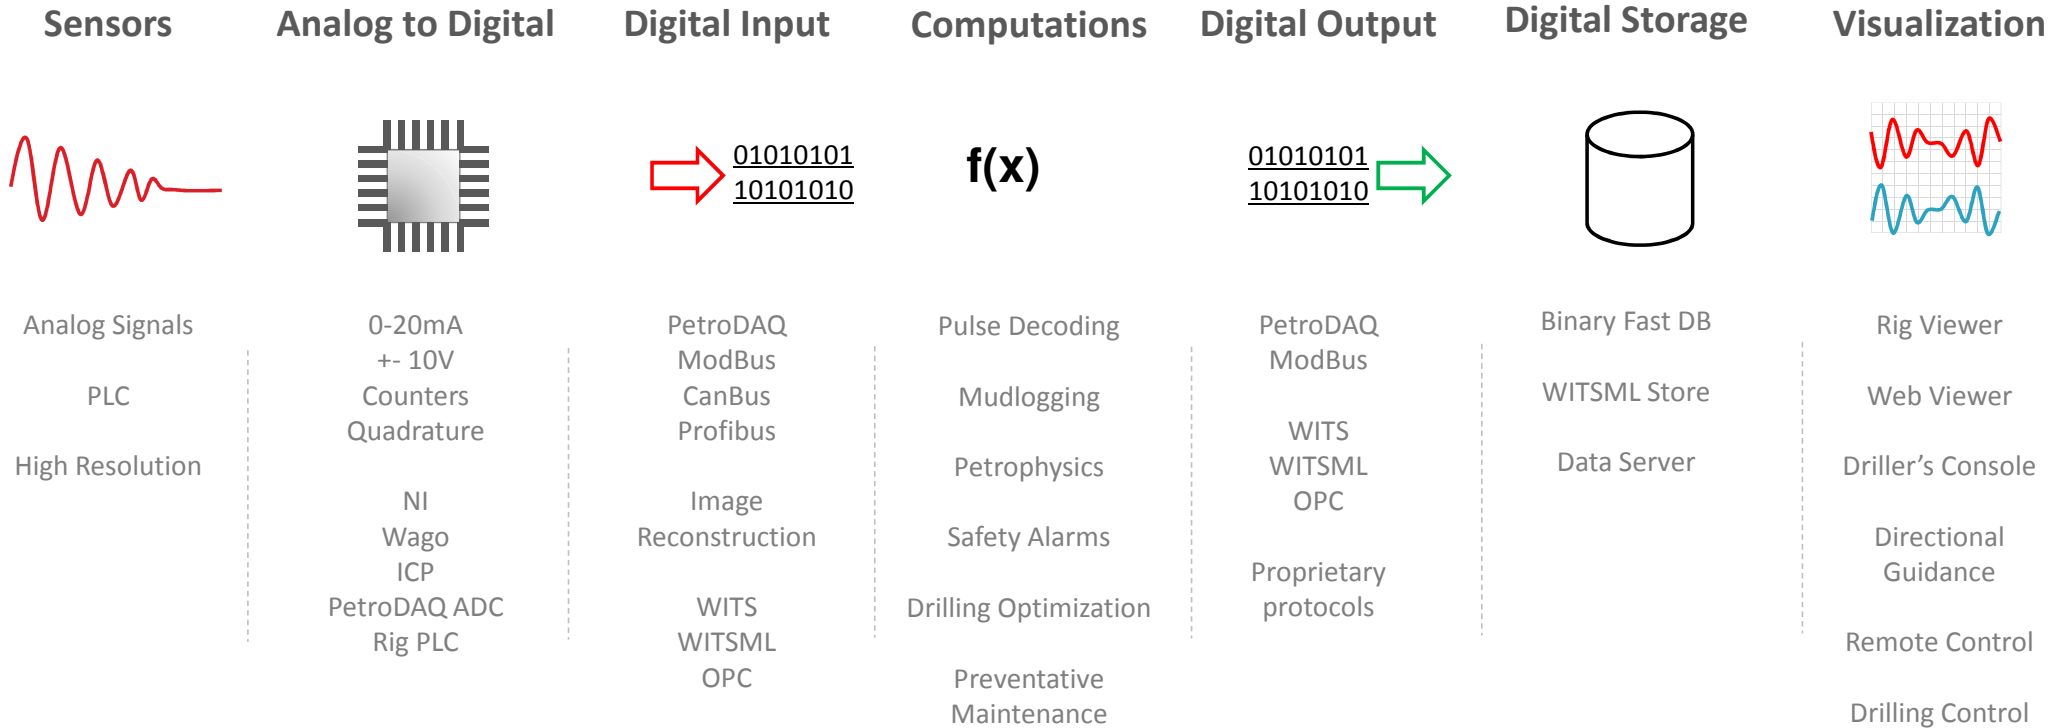 Sensors
Analog to Digital
Digital Input
Computations
Digital Output
Digital Storage
Visualization
01010101
10101010
f(x)
01010101
10101010
Analog Signals
PLC
High Resolution
0-20mA
+- 10V
Counters
Quadrature
NI
Wago
ICP
PetroDAQ ADC
Rig PLC
PetroDAQ
ModBus
CanBus
Profibus
Image
Reconstruction
WITS
WITSML
OPC
Pulse Decoding
Mudlogging
Petrophysics
Safety Alarms
Drilling Optimization
Preventative
Maintenance
PetroDAQ
ModBus
WITS
WITSML
OPC
Proprietary
protocols
Binary Fast DB
WITSML Store
Data Server
Rig Viewer
Web Viewer
Driller’s Console
Directional
Guidance
Remote Control
Drilling Control